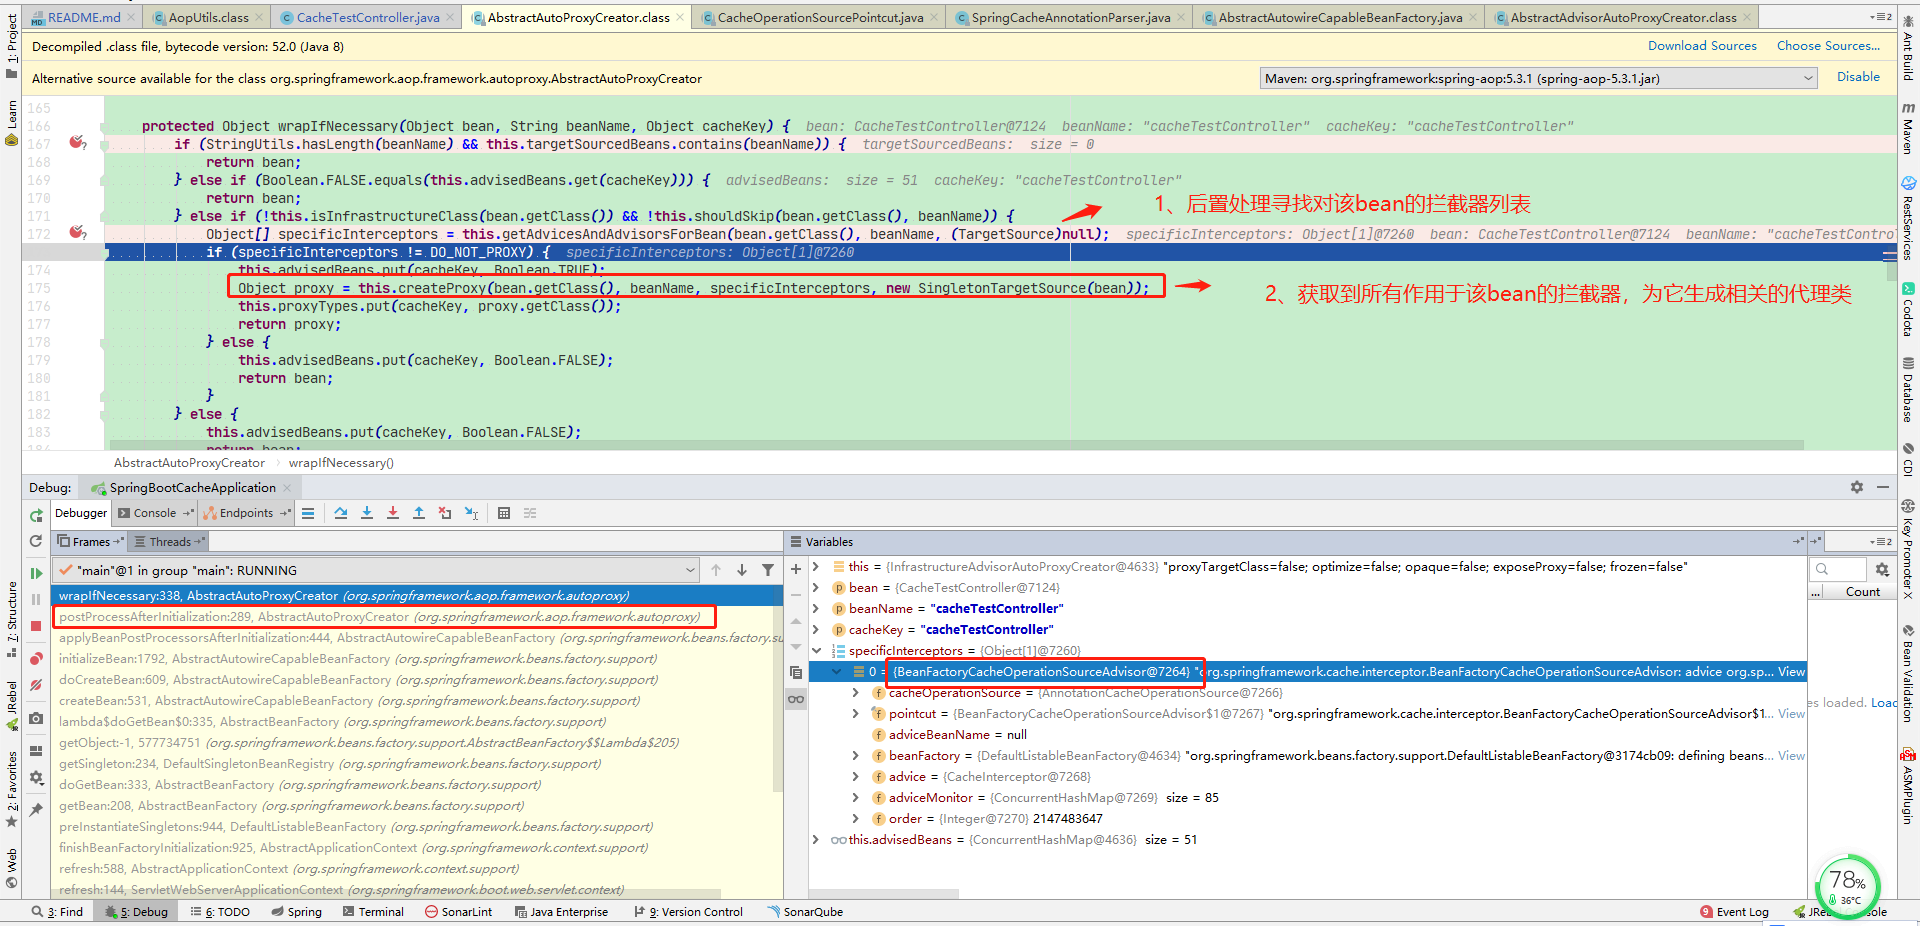 README.md
AopUtils.class
CacheTestController.java
AbstractAutoProxyCreator.class
CacheOperationSourcePointcut.java
SpringCacheAnnotationParser.java
AbstractAutowireCapableBeanFactory.java
AbstractAdvisorAutoProxyCreator.class
Decompiled .class file, bytecode version: 52.0 (Java 8)
Download Sources
Choose Sources...
Alternative source available for the class org.springframework.aop.framework.autoproxy.AbstractAutoProxyCreator
Maven: org.springframework:spring-aop:5.3.1 (spring-aop-5.3.1.jar)
Disable
165
166 protected Object wrapIfNecessary(Object bean, String beanName, Object cacheKey) { bean: CacheTestController@7124 beanName: "cacheTestController" cacheKey: "cacheTestController"
167 if (StringUtils.hasLength(beanName) && this.targetSourcedBeans.contains(beanName)) { targetSourcedBeans: size = 0
168 return bean;
169 } else if (Boolean.FALSE.equals(this.advisedBeans.get(cacheKey))) { advisedBeans: size = 51 cacheKey: "cacheTestController"
170 return bean;
171 } else if (!this.isInfrastructureClass(bean.getClass()) && !this.shouldSkip(bean.getClass(), beanName)) {
1、后置处理寻找对该bean的拦截器列表
172 Object[] specificInterceptors = this.getAdvicesAndAdvisorsForBean(bean.getClass(), beanName, (TargetSource)null); specificInterceptors: Object[1]@7260 bean: CacheTestController@7124 beanName: "cacheTestContro
if (specificInterceptors != DO_NOT_PROXY) { specificInterceptors: Object[1]@7260
174 this.advisedBeans.put(cacheKey, Boolean.TRUE);
175 Object proxy = this.createProxy(bean.getClass(), beanName, specificInterceptors, new SingletonTargetSource(bean));
2、获取到所有作用于该bean的拦截器，为它生成相关的代理类
176 this.proxyTypes.put(cacheKey, proxy.getClass());
177 return proxy;
178 } else {
179 this.advisedBeans.put(cacheKey, Boolean.FALSE);
180 return bean;
181 }
182 } else {
183 this.advisedBeans.put(cacheKey, Boolean.FALSE);
184 return bean;
AbstractAutoProxyCreator
wrapIfNecessary()
Debug:
SpringBootCacheApplication
Debugger
Console
Endpoints
Frames
Threads
Variables
"main"@1 in group "main": RUNNING
wrapIfNecessary:338, AbstractAutoProxyCreator (org.springframework.aop.framework.autoproxy)
postProcessAfterInitialization:289, AbstractAutoProxyCreator (org.springframework.aop.framework.autoproxy)
applyBeanPostProcessorsAfterInitialization:444, AbstractAutowireCapableBeanFactory (org.springframework.beans.factory.su
initializeBean:1792, AbstractAutowireCapableBeanFactory (org.springframework.beans.factory.support)
doCreateBean:609, AbstractAutowireCapableBeanFactory (org.springframework.beans.factory.support)
createBean:531, AbstractAutowireCapableBeanFactory (org.springframework.beans.factory.support)
lambda$doGetBean$0:335, AbstractBeanFactory (org.springframework.beans.factory.support)
getObject:-1, 577734751 (org.springframework.beans.factory.support.AbstractBeanFactory$$Lambda$205)
getSingleton:234, DefaultSingletonBeanRegistry (org.springframework.beans.factory.support)
doGetBean:333, AbstractBeanFactory (org.springframework.beans.factory.support)
getBean:208, AbstractBeanFactory (org.springframework.beans.factory.support)
preInstantiateSingletons:944, DefaultListableBeanFactory (org.springframework.beans.factory.support)
finishBeanFactoryInitialization:925, AbstractApplicationContext (org.springframework.context.support)
refresh:588, AbstractApplicationContext (org.springframework.context.support)
refresh:144, ServletWebServerApplicationContext (org.springframework.boot.web.servlet.context)
this = {InfrastructureAdvisorAutoProxyCreator@4633} "proxyTargetClass=false; optimize=false; opaque=false; exposeProxy=false; frozen=false"
bean = {CacheTestController@7124}
beanName = "cacheTestController"
cacheKey = "cacheTestController"
specificInterceptors = {Object[1]@7260}
0 = {BeanFactoryCacheOperationSourceAdvisor@7264} "org.springframework.cache.interceptor.BeanFactoryCacheOperationSourceAdvisor: advice org.sp... View
cacheOperationSource = {AnnotationCacheOperationSource@7266}
pointcut = {BeanFactoryCacheOperationSourceAdvisor$1@7267} "org.springframework.cache.interceptor.BeanFactoryCacheOperationSourceAdvisor$1... View
adviceBeanName = null
beanFactory = {DefaultListableBeanFactory@4634} "org.springframework.beans.factory.support.DefaultListableBeanFactory@3174cb09: defining beans... View
advice = {CacheInterceptor@7268}
adviceMonitor = {ConcurrentHashMap@7269} size = 85
order = {Integer@7270} 2147483647
this.advisedBeans = {ConcurrentHashMap@4636} size = 51
... Count
es loaded. Loa
78%
36°C
3: Find
5: Debug
6: TODO
Spring
Terminal
SonarLint
Java Enterprise
9: Version Control
SonarQube
9 Event Log
JRe
sole
1: Project
Learn
7: Structure
JRebel
2: Favorites
Web
Ant Build
Maven
RestServices
Codota
Database
CDI
Key Promoter X
Bean Validation
ASMPlugin